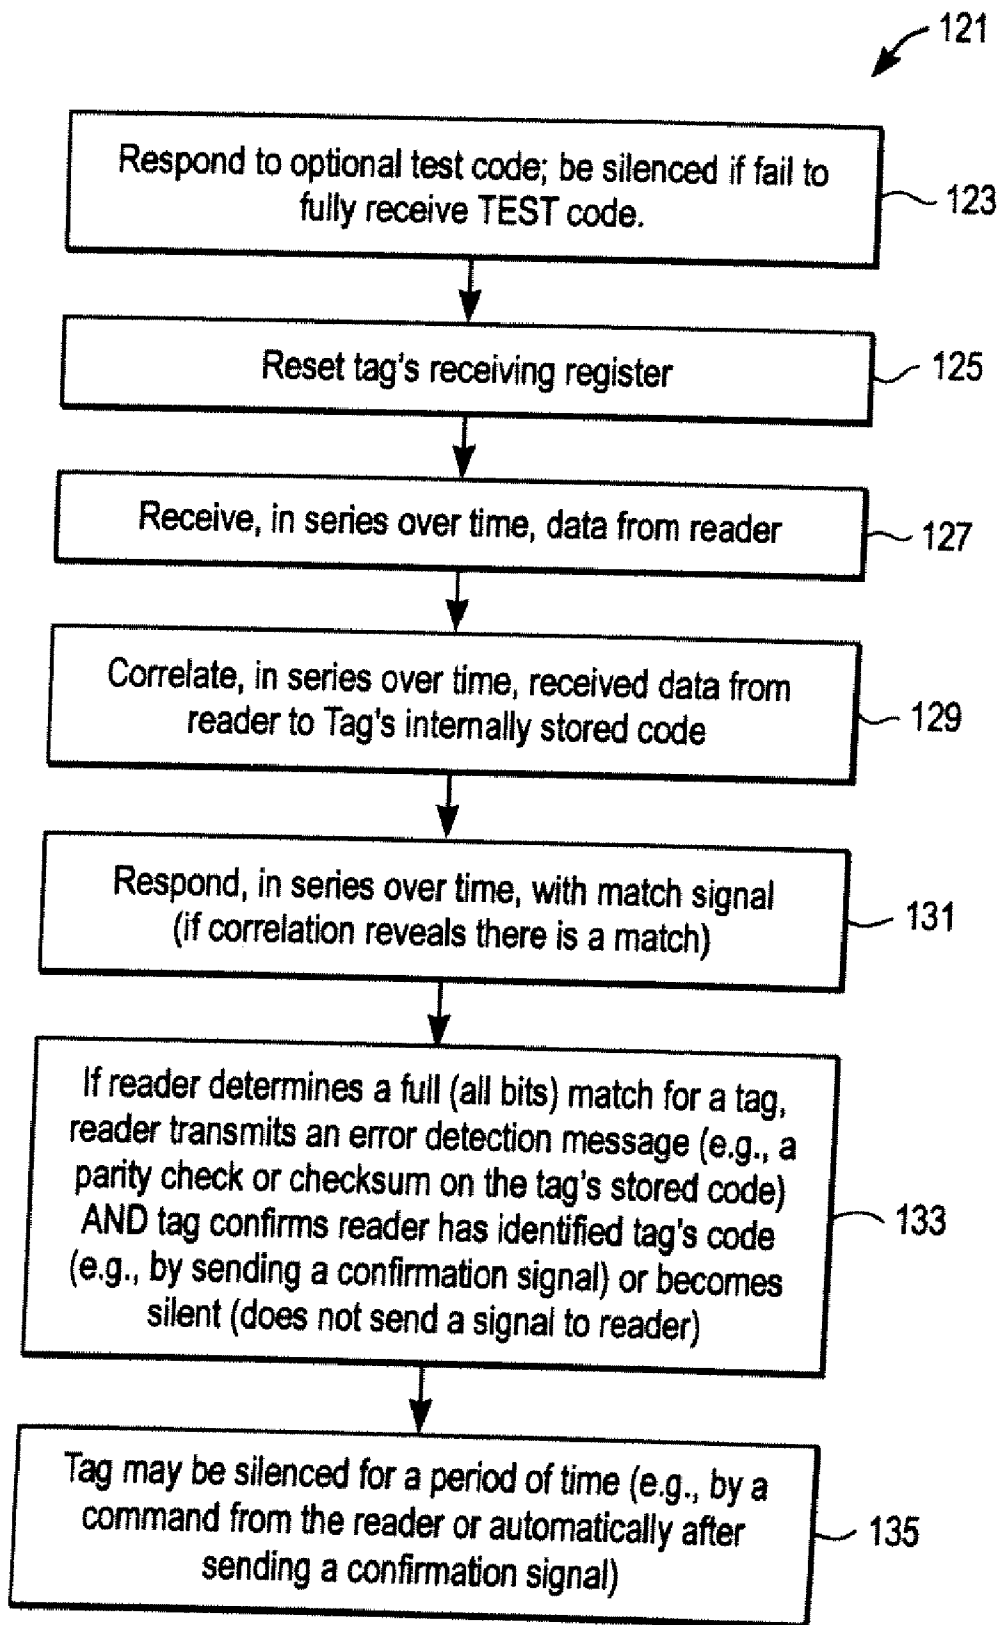 121
Respond to optional test code; be silenced if fail to
fully receive TEST code.
123
Reset tag's receiving register
125
Receive, in series over time, data from reader
127
Correlate, in series over time, received data from
reader to Tag's internally stored code
129
Respond, in series over time, with match signal
(if correlation reveals there is a match)
131
If reader determines a full (all bits) match for a tag,
reader transmits an error detection message (e.g., a
parity check or checksum on the tag's stored code)
AND tag confirms reader has identified tag's code
(e.g., by sending a confirmation signal) or becomes
silent (does not send a signal to reader)
133
Tag may be silenced for a period of time (e.g., by a
command from the reader or automatically after
sending a confirmation signal)
135